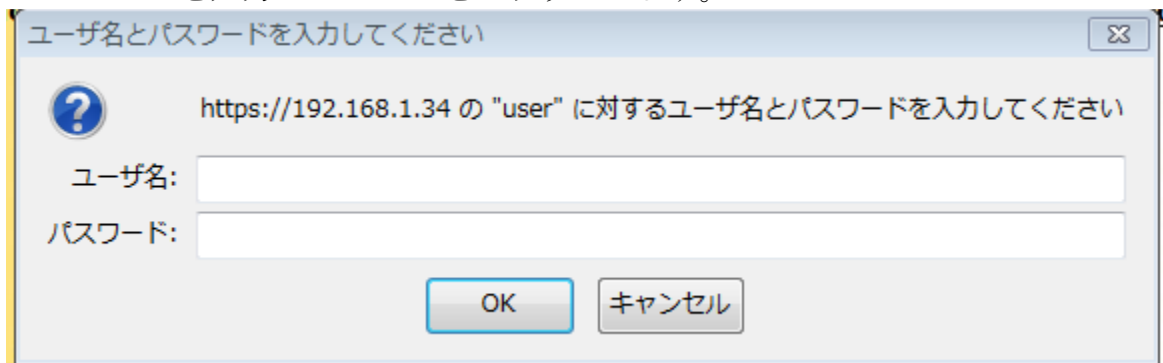 ユーザ名とパスワードを入力してください
https://192.168.1.34 の "user" に対するユーザ名とパスワードを入力してください
ユーザ名:
パスワード:
OK
キャンセル